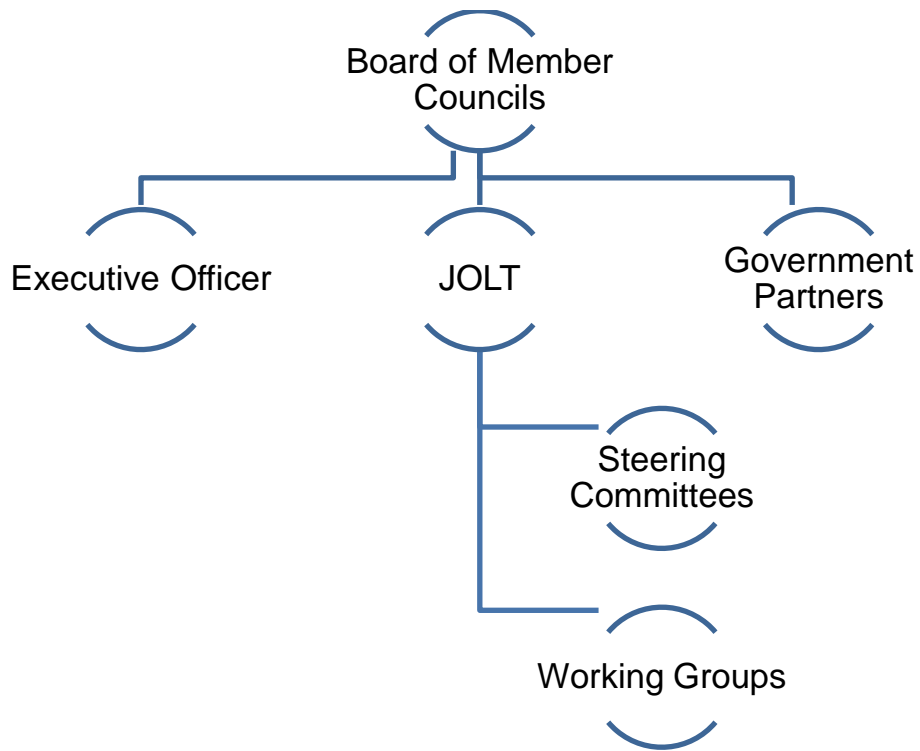 Board of Member
Councils
Executive Officer
JOLT
Government
Partners
Steering
Committees
Working Groups